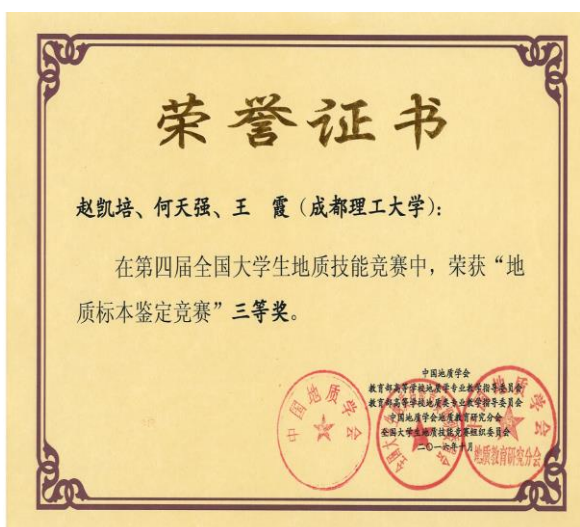 荣誉证书
赵凯培、何天强、王 霞(成都理工大学):
在第四届全国大学生地质技能竞赛中,荣获“地
质标本鉴定竞赛”三等奖。
中国地质学会
教育部高等学校地质学专业教学指导委员会
教育部高等学校地质类专业教学指导委员会
中国地质学会地质教育研究分会
全国大学生地质技能竞赛组织委员会
二〇一六年十月
中国地质学会
地质教育研究分会